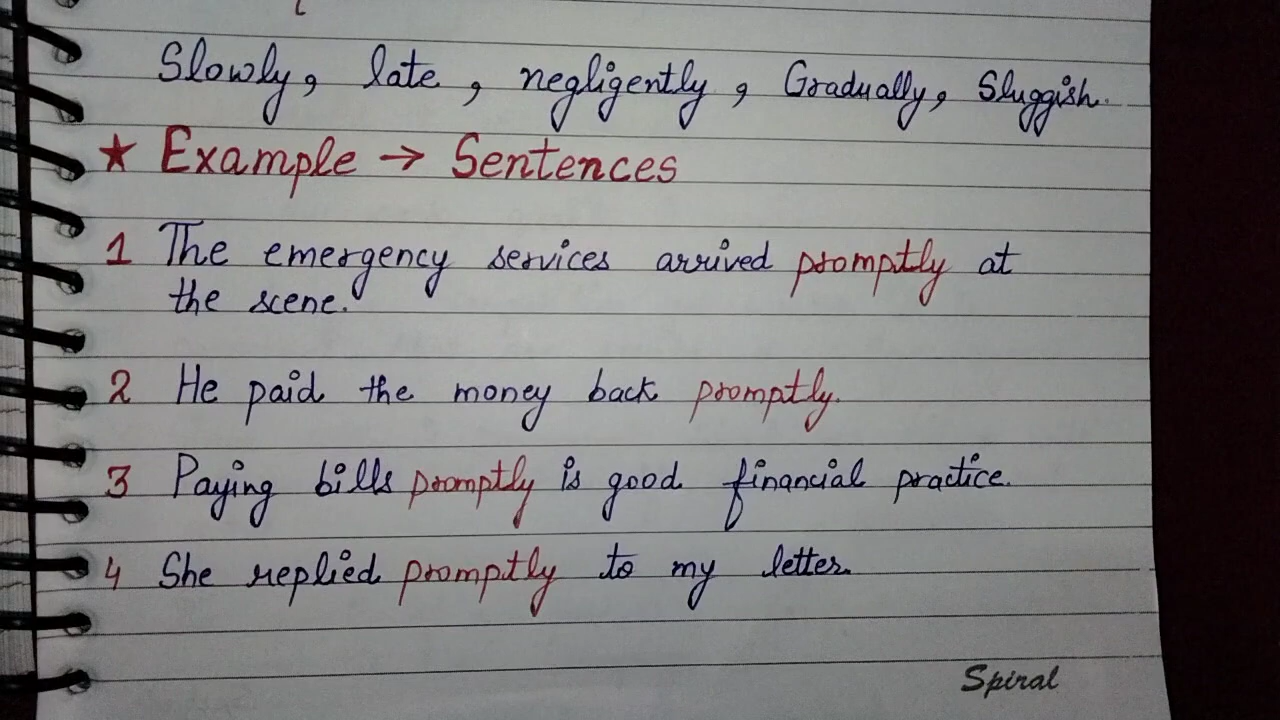 Slowly, late, negligently, Gradually, Sluggish.
★ Example → Sentences
1 The emergency services arrived promptly at
the scene.
2 He paid the money back promptly.
3 Paying bills promptly is good financial practice.
4 She replied promptly to my letter.
Spiral